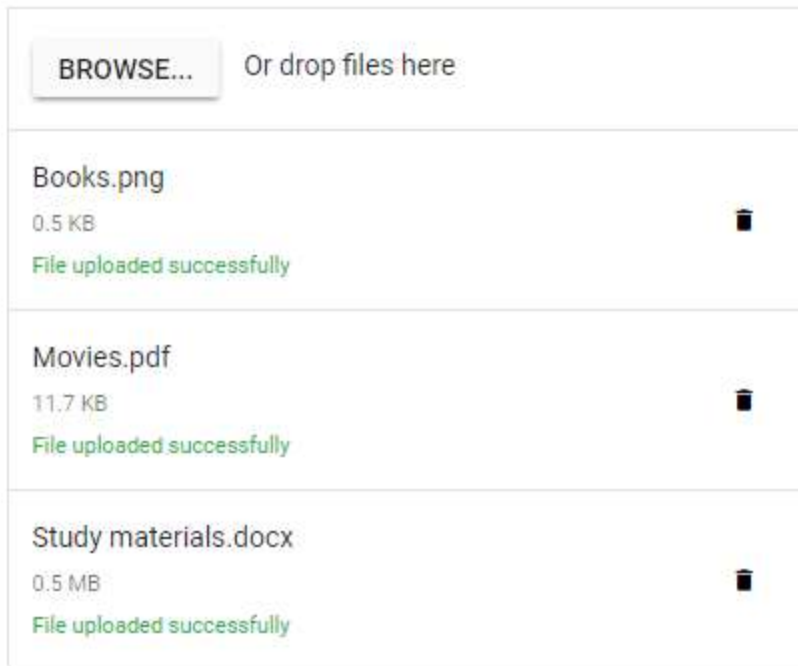 BROWSE... Or drop files here
Books.png
0.5 KB
File uploaded successfully
Movies.pdf
11.7 KB
File uploaded successfully
Study materials.docx
0.5 MB
File uploaded successfully